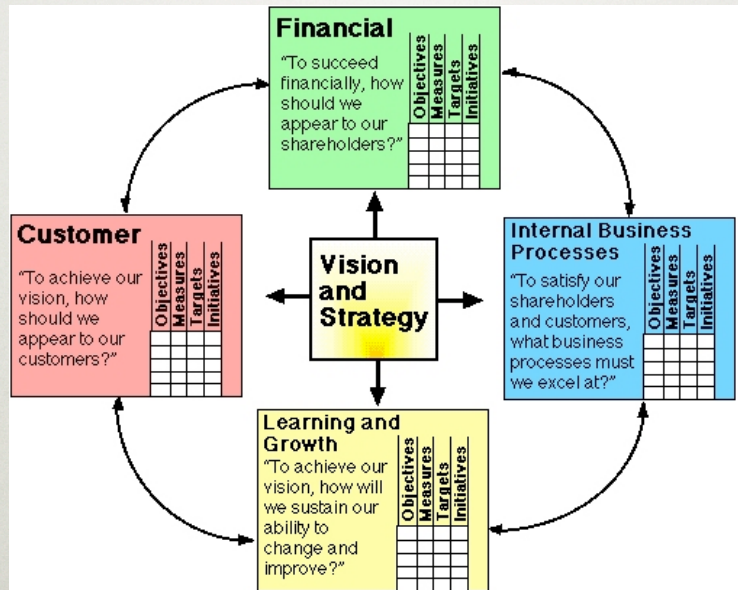 Financial
“To succeed
financially, how
should we
appear to our
shareholders?”
Objectives
Measures
Targets
Initiatives
Customer
“To achieve our
vision, how
should we
appear to our
customers?”
Objectives
Measures
Targets
Initiatives
Vision
and
Strategy
Internal Business
Processes
“To satisfy our
shareholders
and customers,
what business
processes must
we excel at?”
Objectives
Measures
Targets
Initiatives
Learning and
Growth
“To achieve our
vision, how will
we sustain our
ability to
change and
improve?”
Objectives
Measures
Targets
Initiatives